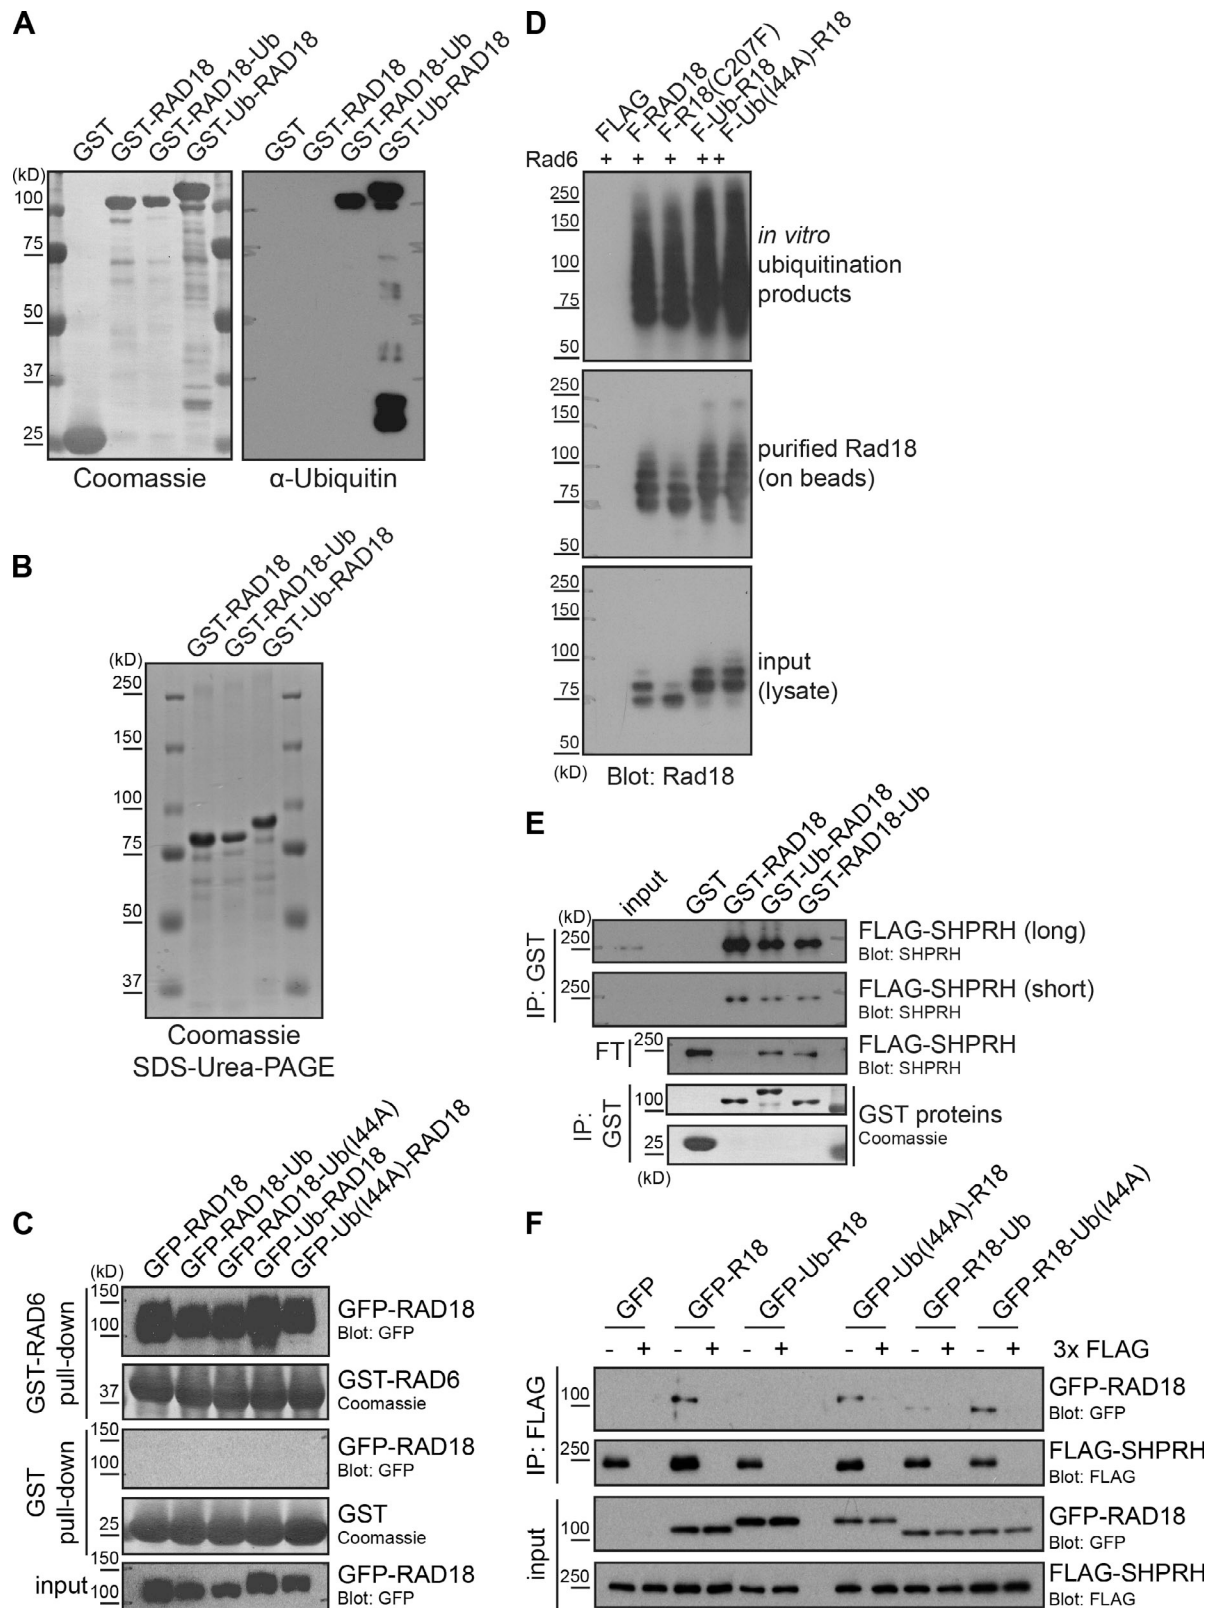 A
GST
GST-RAD18
GST-RAD18-Ub
GST-Ub-RAD18
GST
GST-RAD18
GST-RAD18-Ub
GST-Ub-RAD18
(kD)
100
75
50
37
25
Coomassie
α-Ubiquitin
B
GST-RAD18
GST-RAD18-Ub
GST-Ub-RAD18
(kD)
250
150
100
75
50
37
Coomassie
SDS-Urea-PAGE
C
GFP-RAD18
GFP-RAD18-Ub
GFP-RAD18-Ub(I44A)
GFP-Ub-RAD18
GFP-Ub(I44A)-RAD18
(kD)
GST-RAD6
pull-down
150
100
GFP-RAD18
Blot: GFP
37
GST-RAD6
Coomassie
GST
pull-down
150
100
GFP-RAD18
Blot: GFP
25
GST
Coomassie
input
150
100
GFP-RAD18
Blot: GFP
D
FLAG
F-RAD18
F-R18(C207F)
F-Ub-R18
F-Ub(I44A)-R18
Rad6 + + + + +
250
150
100
75
50
in vitro
ubiquitination
products
250
150
100
75
50
purified Rad18
(on beads)
250
150
100
75
50
input
(lysate)
(kD) Blot: Rad18
E
input
GST
GST-RAD18
GST-Ub-RAD18
GST-RAD18-Ub
(kD)
IP: GST
250
FLAG-SHPRH (long)
Blot: SHPRH
250
FLAG-SHPRH (short)
Blot: SHPRH
FT
250
FLAG-SHPRH
Blot: SHPRH
IP:
GST
100
25
(kD)
GST proteins
Coomassie
F
GFP
GFP-R18
GFP-Ub-R18
GFP-Ub(I44A)-R18
GFP-R18-Ub
GFP-R18-Ub(I44A)
- + - + - + - + - + - + 3x FLAG
IP: FLAG
100
GFP-RAD18
Blot: GFP
250
FLAG-SHPRH
Blot: FLAG
input
100
GFP-RAD18
Blot: GFP
250
FLAG-SHPRH
Blot: FLAG